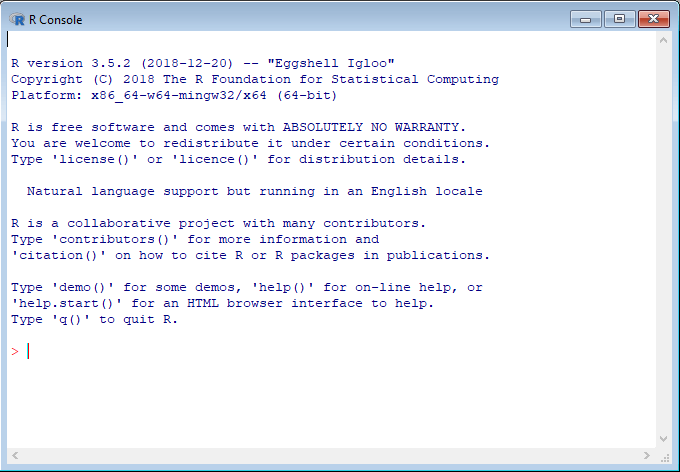 R Console
R version 3.5.2 (2018-12-20) -- "Eggshell Igloo"
Copyright (C) 2018 The R Foundation for Statistical Computing
Platform: x86_64-w64-mingw32/x64 (64-bit)
R is free software and comes with ABSOLUTELY NO WARRANTY.
You are welcome to redistribute it under certain conditions.
Type 'license()' or 'licence()' for distribution details.
Natural language support but running in an English locale
R is a collaborative project with many contributors.
Type 'contributors()' for more information and
'citation()' on how to cite R or R packages in publications.
Type 'demo()' for some demos, 'help()' for on-line help, or
'help.start()' for an HTML browser interface to help.
Type 'q()' to quit R.
>